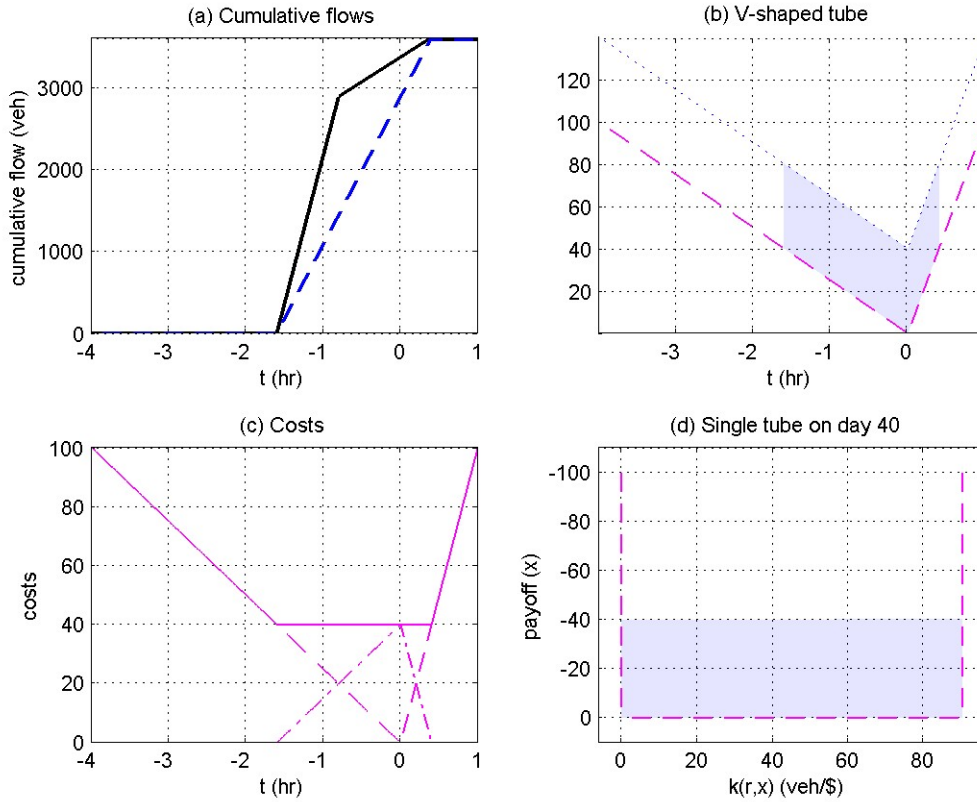 (a) Cumulative flows
3000
2000
1000
0
cumulative flow (veh)
-4 -3 -2 -1 0 1
t (hr)
(b) V-shaped tube
120
100
80
60
40
20
-3 -2 -1 0
t (hr)
(c) Costs
100
80
60
40
20
0
costs
-4 -3 -2 -1 0 1
t (hr)
(d) Single tube on day 40
-100
-80
-60
-40
-20
0
payoff (x)
0 20 40 60 80
k(r,x) (veh/$)